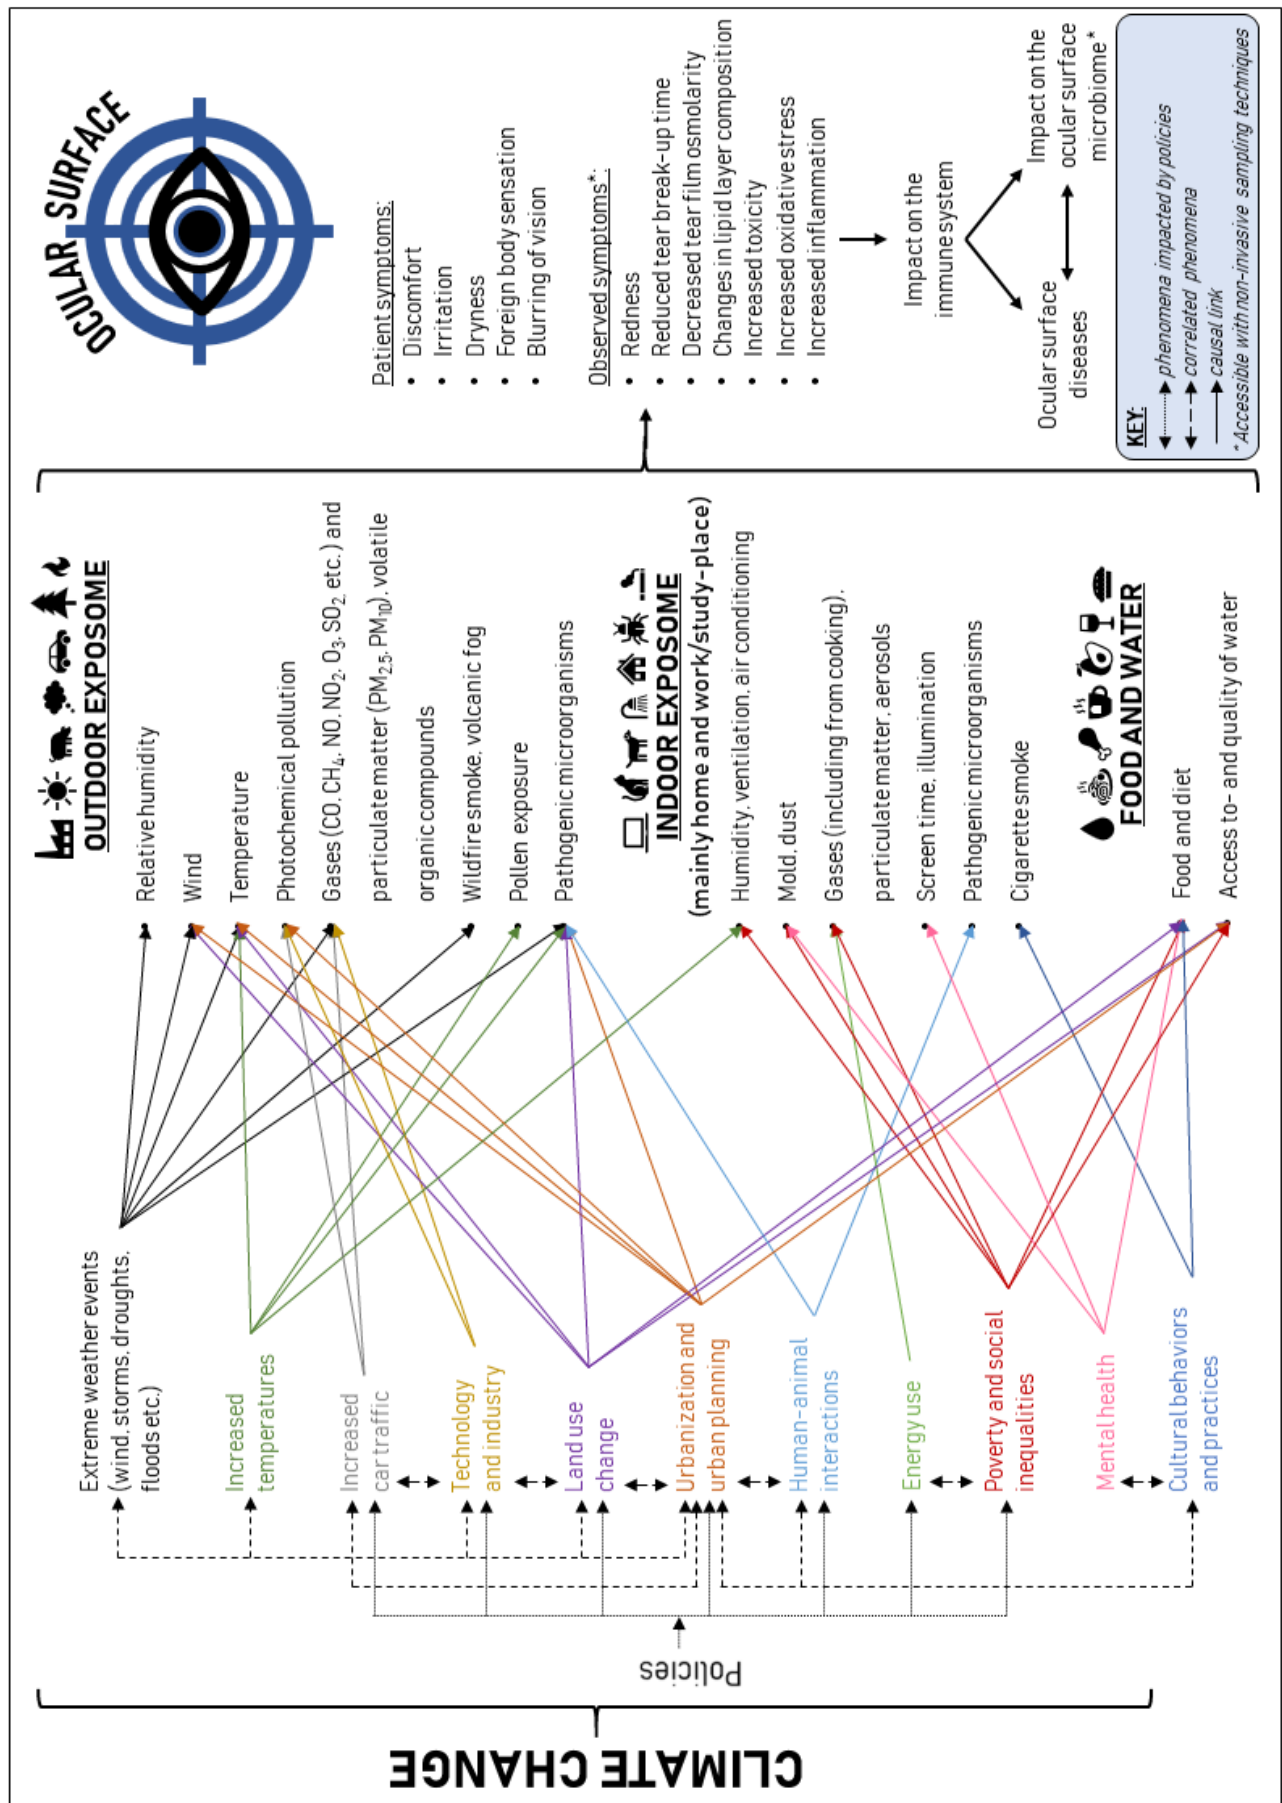 CLIMATE CHANGE
Policies
Extreme weather events
(wind, storms, droughts,
floods etc.)
Increased
temperatures
Increased
car traffic
Technology
and industry
Land use
change
Urbanization and
urban planning
Human-animal
interactions
Energy use
Poverty and social
inequalities
Mental health
Cultural behaviors
and practices
OUTDOOR EXPOSOME
Relative humidity
Wind
Temperature
Photochemical pollution
Gases (CO, CH4, NO, NO2, O3, SO2, etc.) and
particulate matter (PM2.5, PM10), volatile
organic compounds
Wildfire smoke, volcanic fog
Pollen exposure
Pathogenic microorganisms
INDOOR EXPOSOME
(mainly home and work/study-place)
Humidity, ventilation, air conditioning
Mold, dust
Gases (including from cooking),
particulate matter, aerosols
Screen time, illumination
Pathogenic microorganisms
Cigarette smoke
FOOD AND WATER
Food and diet
Access to- and quality of water
OCULAR SURFACE
Patient symptoms:
• Discomfort
• Irritation
• Dryness
• Foreign body sensation
• Blurring of vision
Observed symptoms*:
• Redness
• Reduced tear break-up time
• Decreased tear film osmolarity
• Changes in lipid layer composition
• Increased toxicity
• Increased oxidative stress
• Increased inflammation
Impact on the
immune system
Ocular surface
diseases
Impact on the
ocular surface
microbiome*
KEY:
phenomena impacted by policies
correlated phenomena
causal link
* Accessible with non-invasive sampling techniques